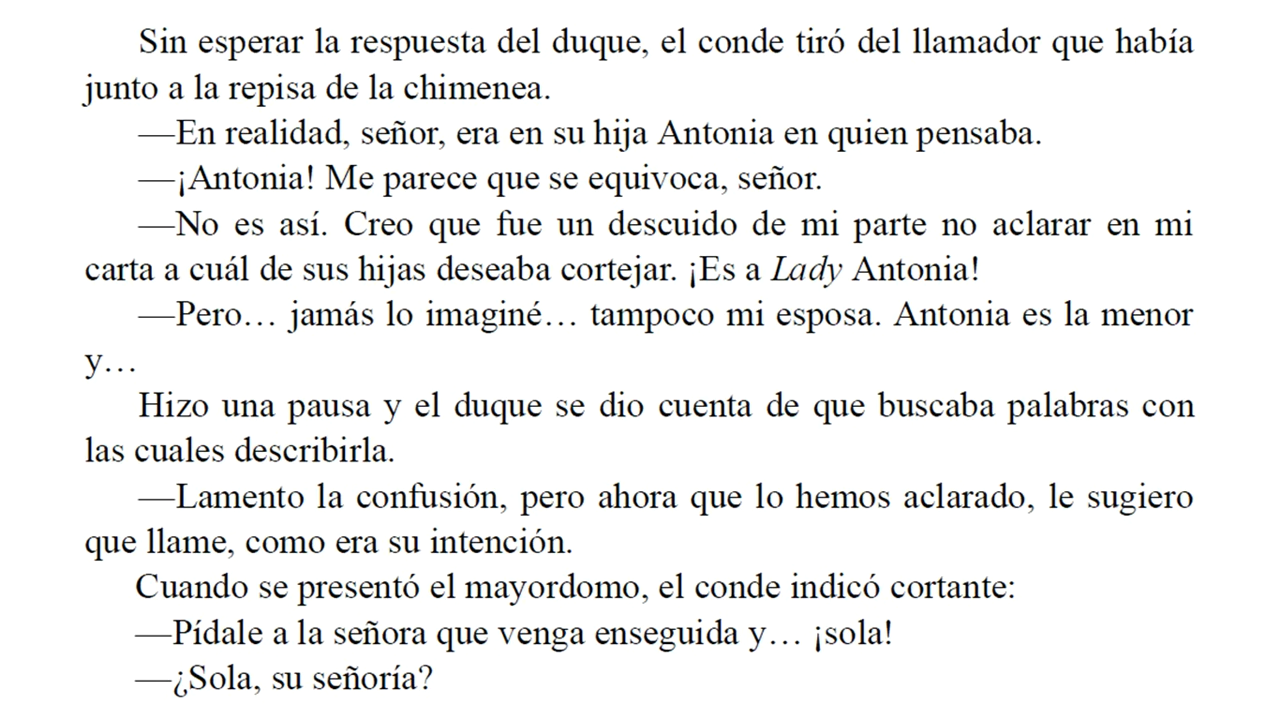 Sin esperar la respuesta del duque, el conde tiró del llamador que había
junto a la repisa de la chimenea.
—En realidad, señor, era en su hija Antonia en quien pensaba.
—¡Antonia! Me parece que se equivoca, señor.
—No es así. Creo que fue un descuido de mi parte no aclarar en mi
carta a cuál de sus hijas deseaba cortejar. ¡Es a Lady Antonia!
—Pero… jamás lo imaginé… tampoco mi esposa. Antonia es la menor
y…
Hizo una pausa y el duque se dio cuenta de que buscaba palabras con
las cuales describirla.
—Lamento la confusión, pero ahora que lo hemos aclarado, le sugiero
que llame, como era su intención.
Cuando se presentó el mayordomo, el conde indicó cortante:
—Pídale a la señora que venga enseguida y… ¡sola!
—¿Sola, su señoría?